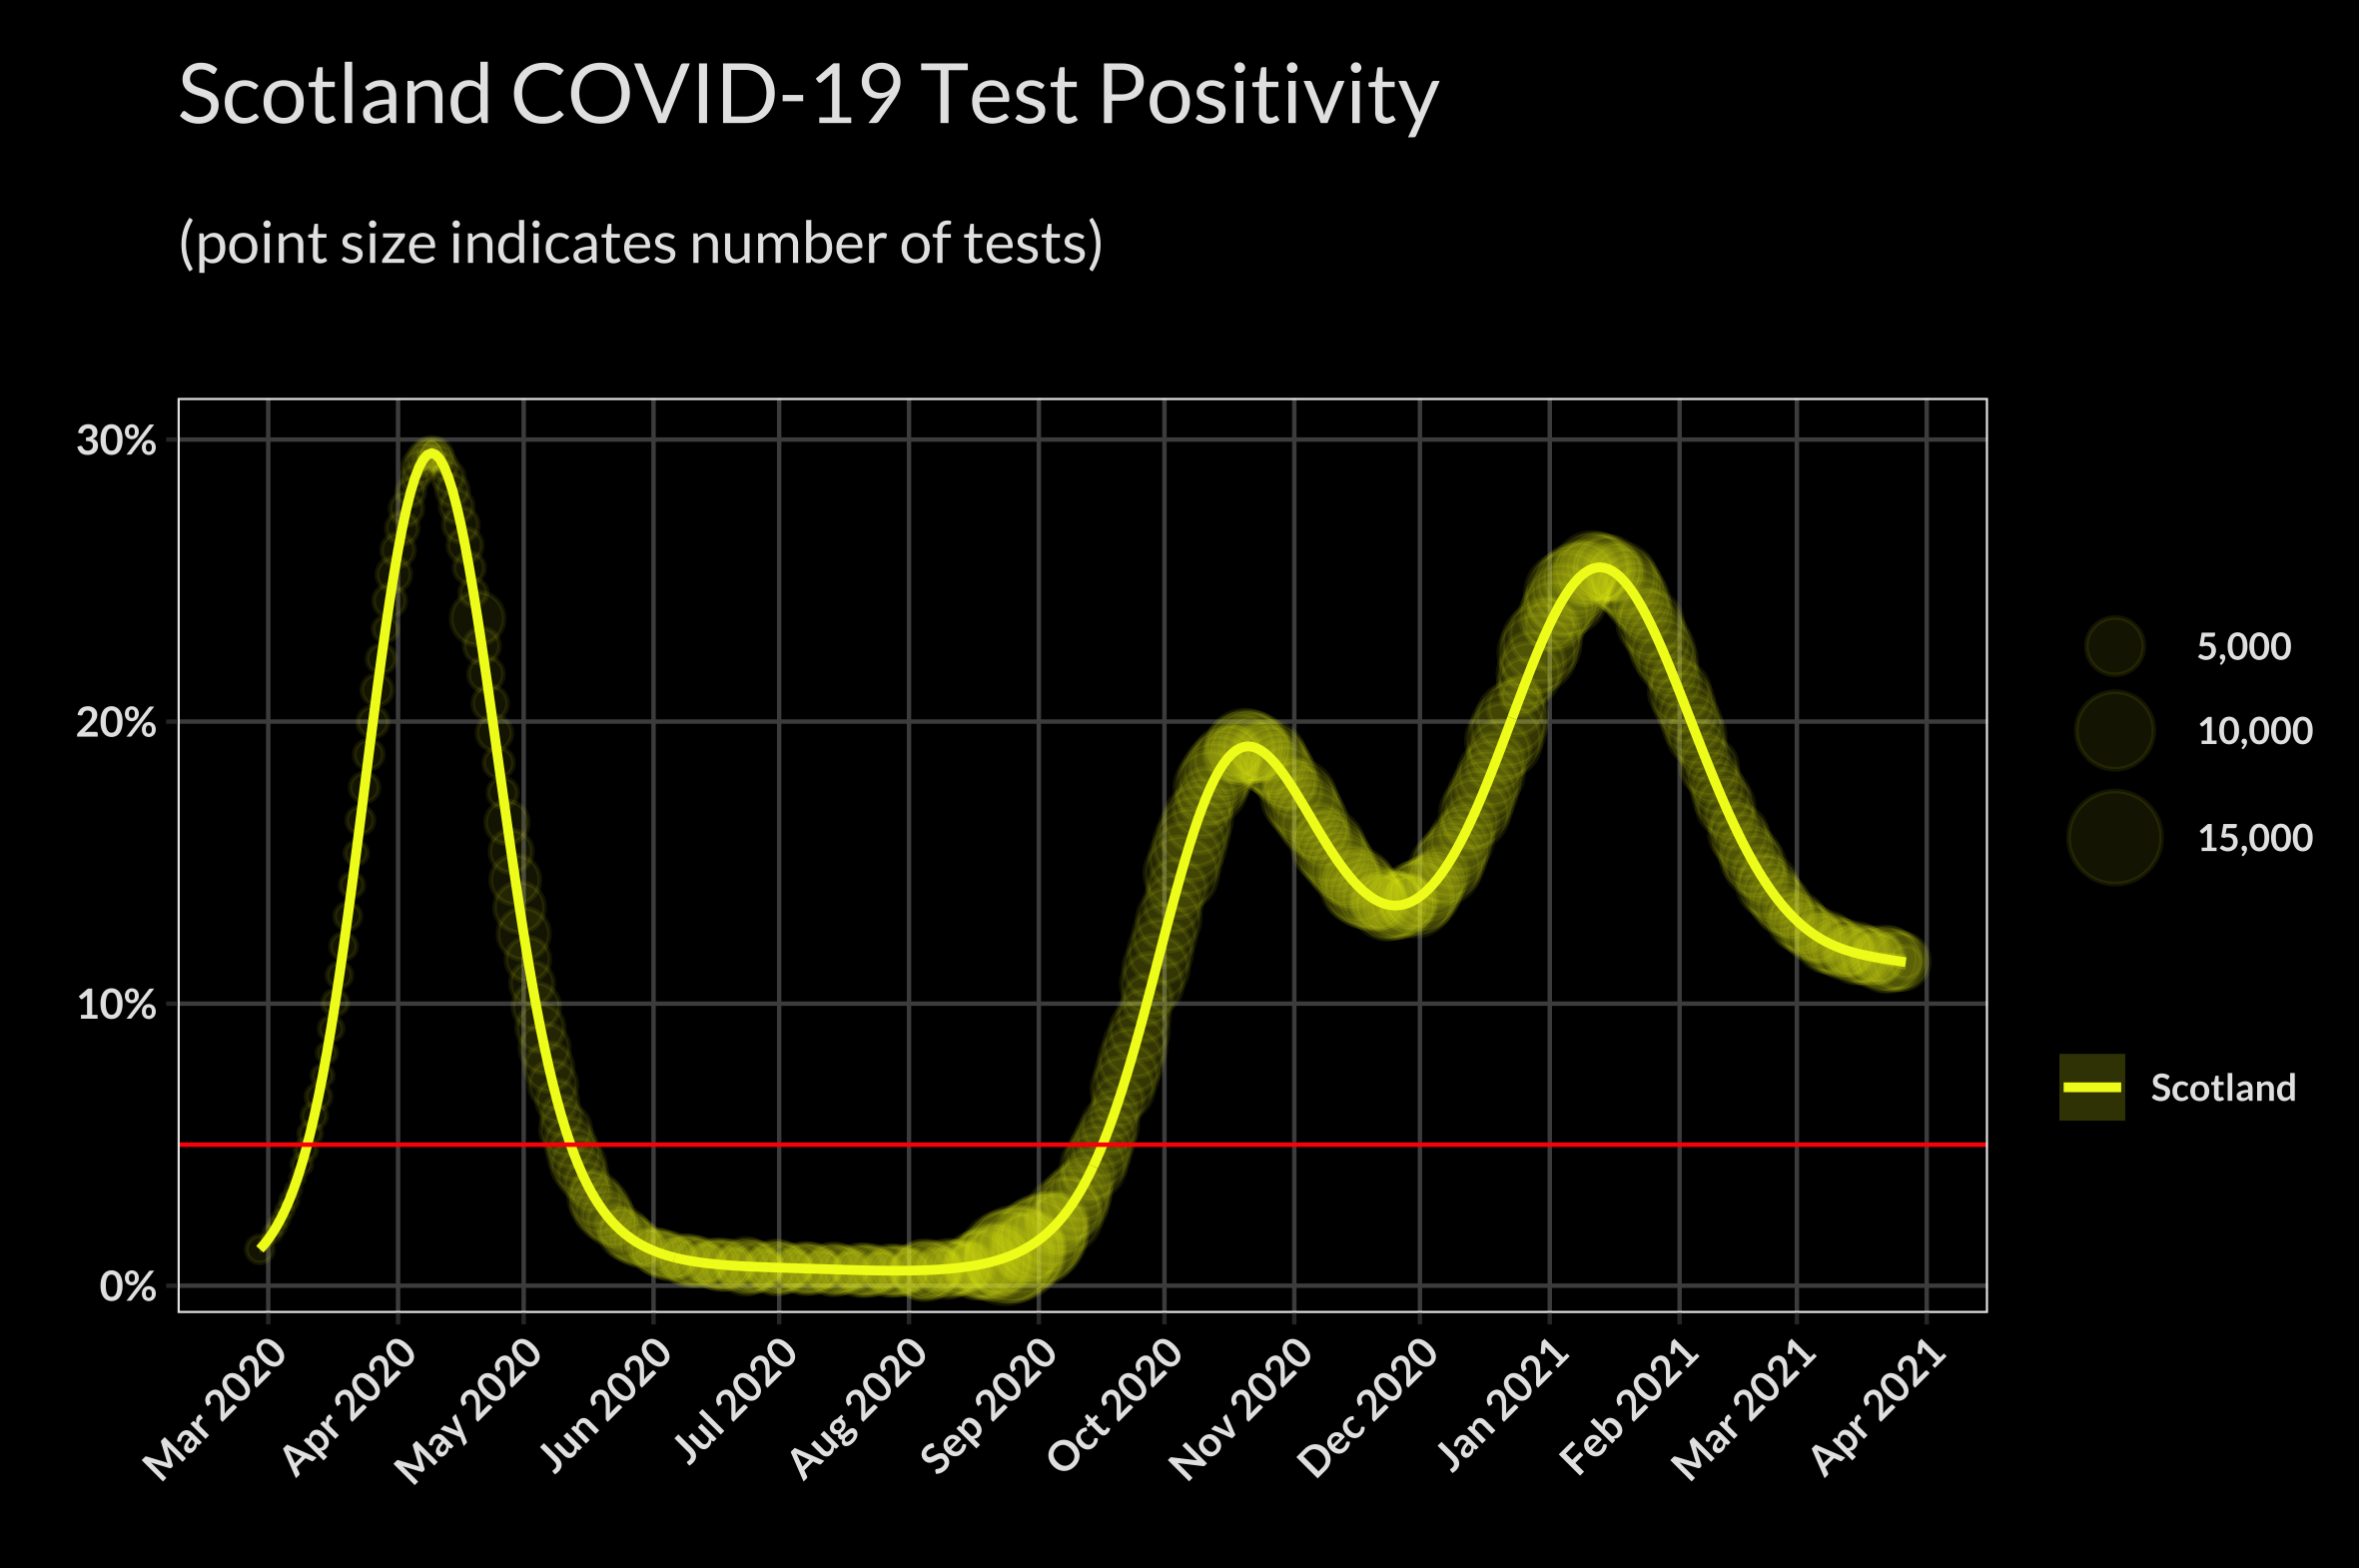 Scotland COVID-19 Test Positivity
(point size indicates number of tests)
30%
20%
10%
0%
Mar 2020
Apr 2020
May 2020
Jun 2020
Jul 2020
Aug 2020
Sep 2020
Oct 2020
Nov 2020
Dec 2020
Jan 2021
Feb 2021
Mar 2021
Apr 2021
5,000
10,000
15,000
Scotland